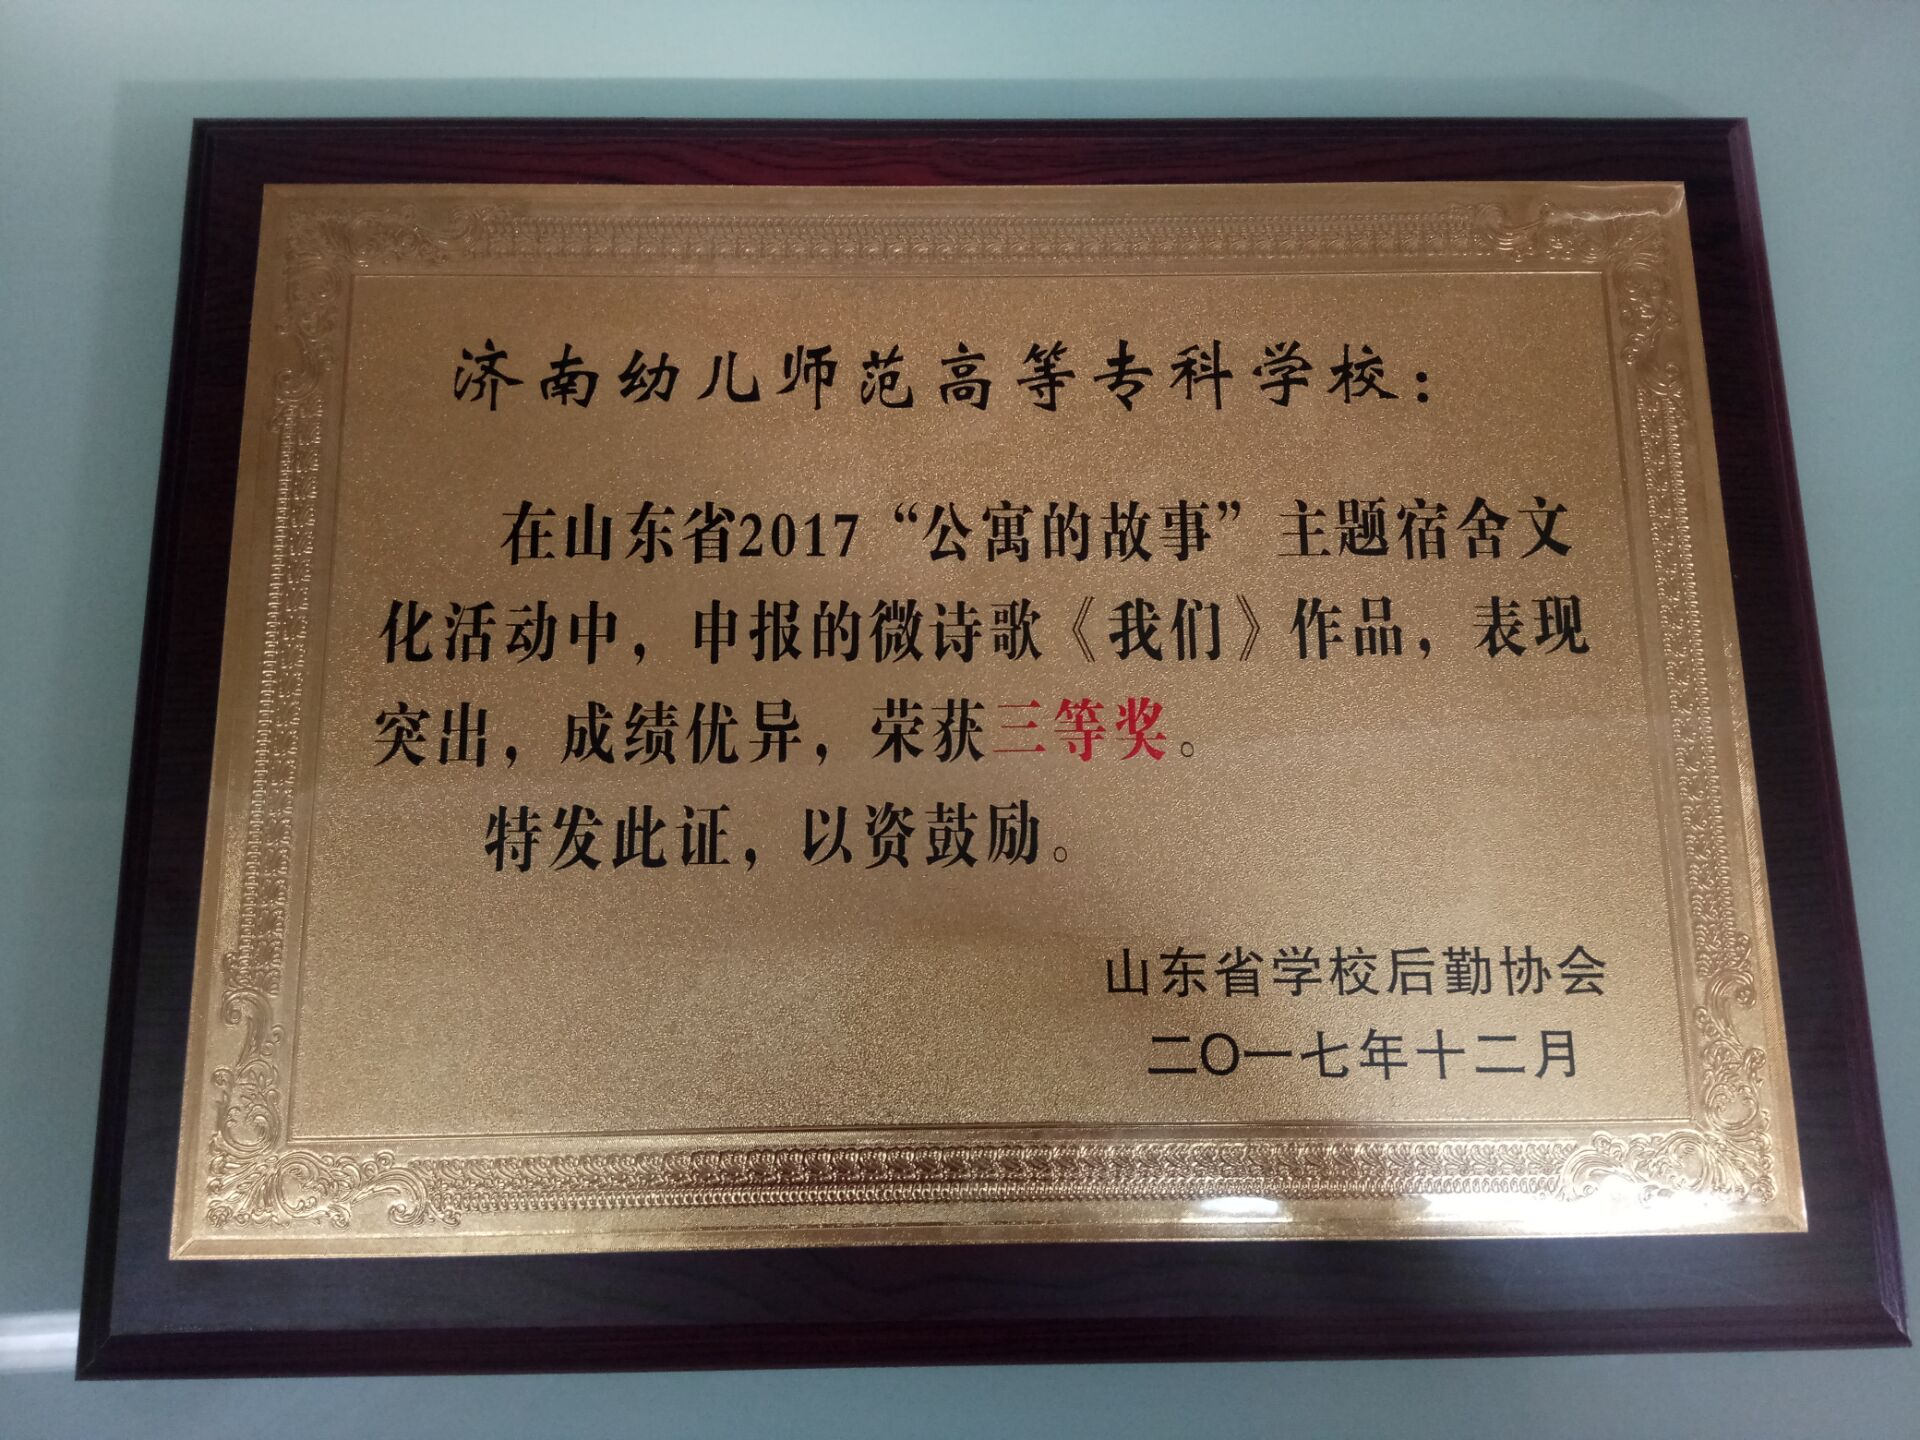 济南幼儿师范高等专科学校：
在山东省2017“公寓的故事”主题宿舍文
化活动中，申报的微诗歌《我们》作品，表现
突出，成绩优异，荣获三等奖。
特发此证，以资鼓励。
山东省学校后勤协会
二〇一七年十二月